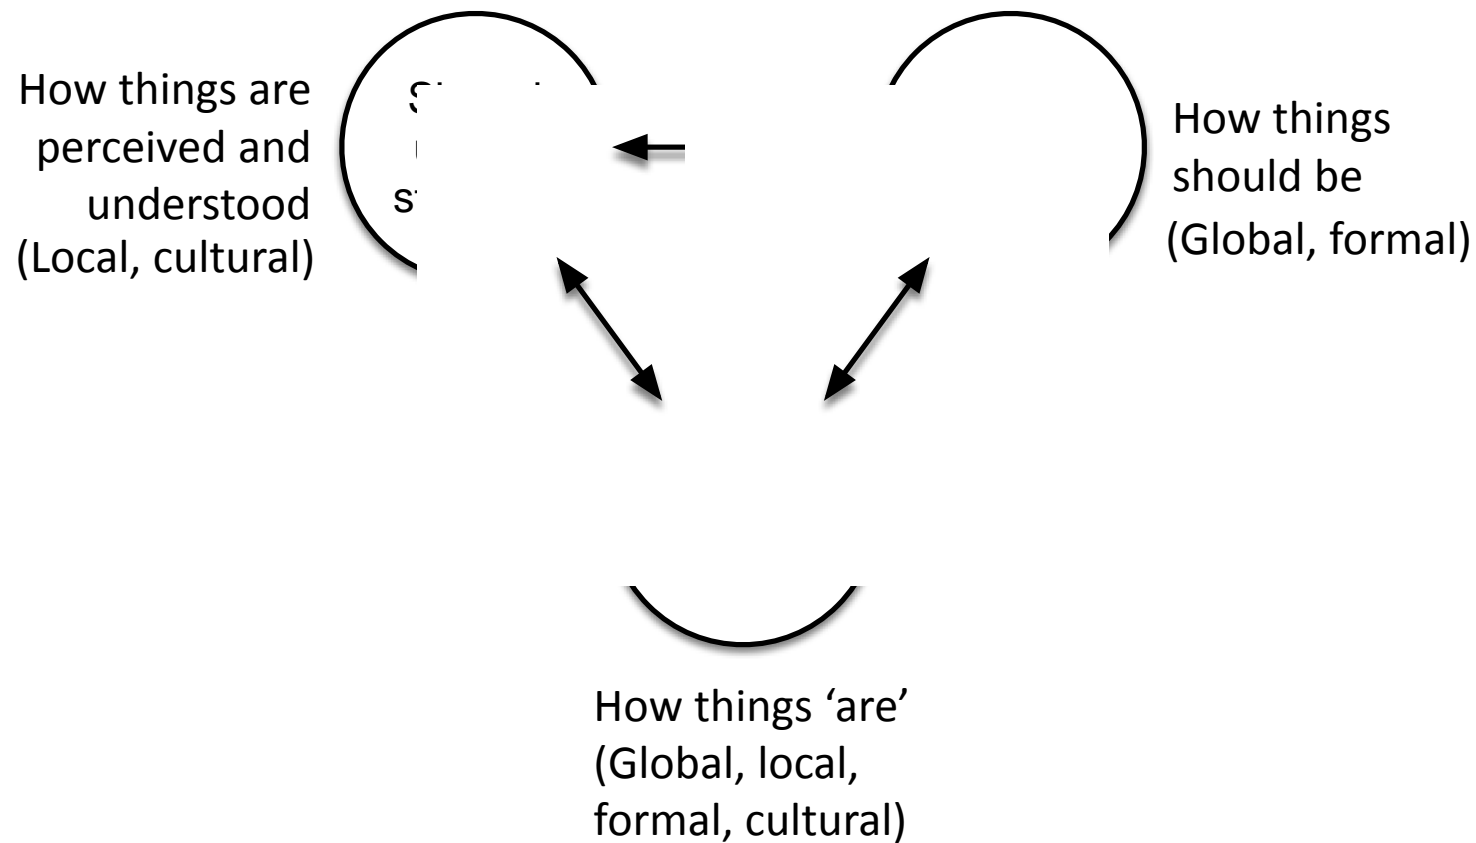 How things are
perceived and
understood
(Local, cultural)
How things
should be
(Global, formal)
How things ‘are’
(Global, local,
formal, cultural)